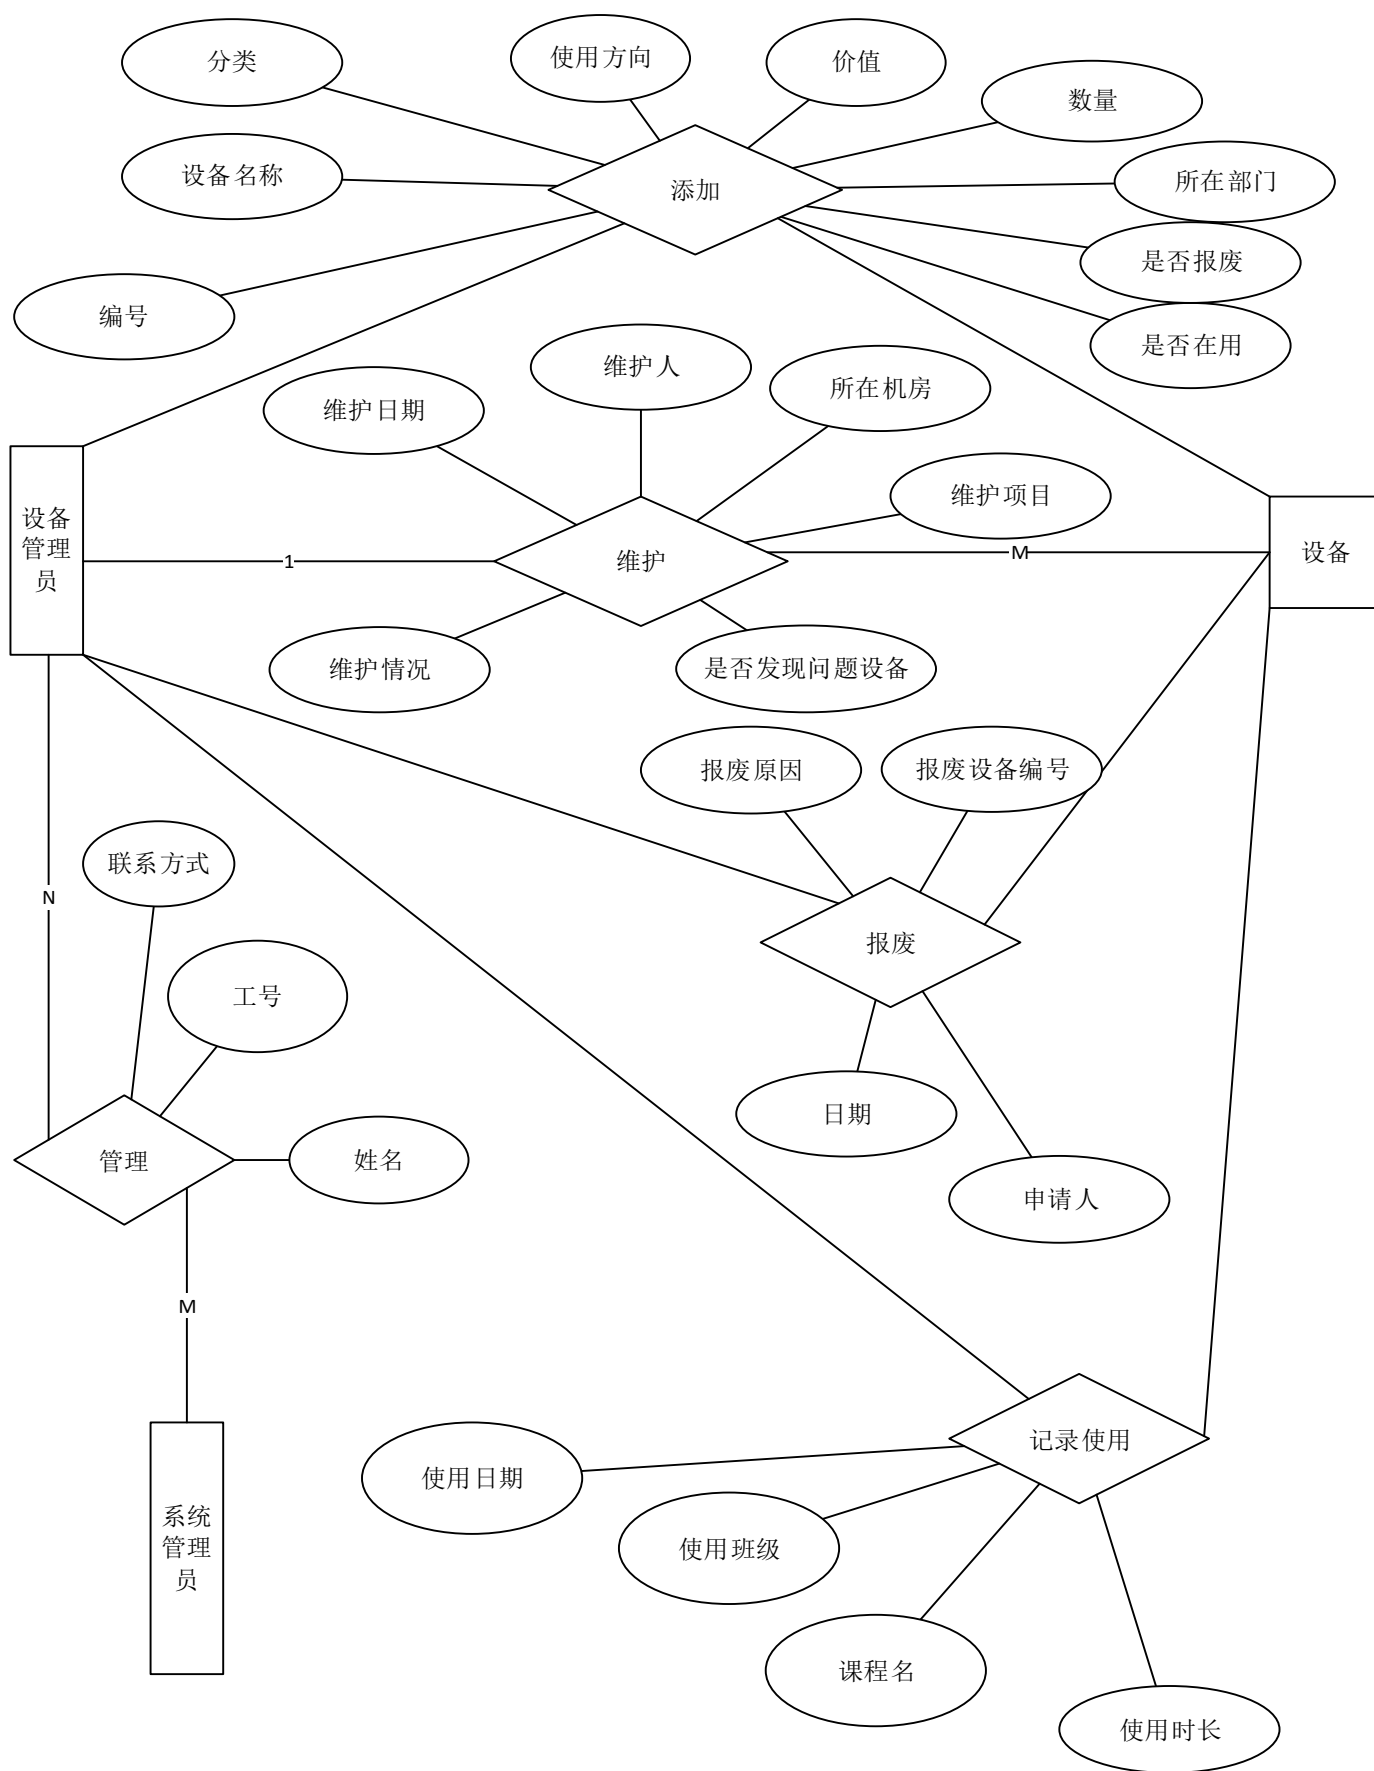 分类
使用方向
价值
数量
设备名称
添加
所在部门
是否报废
编号
是否在用
维护人
维护日期
所在机房
维护项目
设备
管理
员
1
维护
M
设备
维护情况
是否发现问题设备
报废原因
报废设备编号
联系方式
N
报废
工号
日期
管理
姓名
申请人
M
记录使用
使用日期
系统
管理
员
使用班级
课程名
使用时长